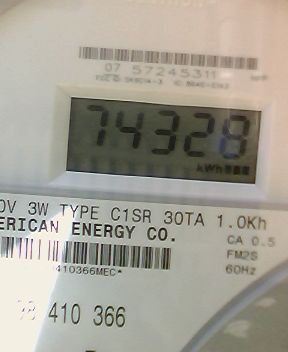 07 57245311
74328
kWh
0V 3W TYPE C1SR 30TA 1.0Kh
ERICAN ENERGY CO.
CA 0.5
FM2S
410366MEC*
60Hz
410 366